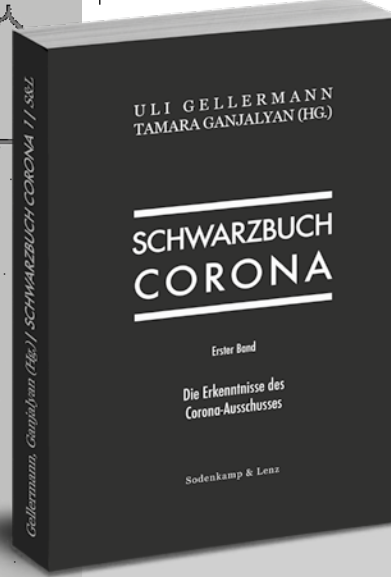 ULI GELLERMANN
TAMARA GANJALYAN (HG.)
SCHWARZBUCH
CORONA
Erster Band
Die Erkenntnisse des
Corona-Ausschusses
Sodenkamp & Lenz
Gellermann, Ganjalyan (Hg.) / SCHWARZBUCH CORONA I // S&L